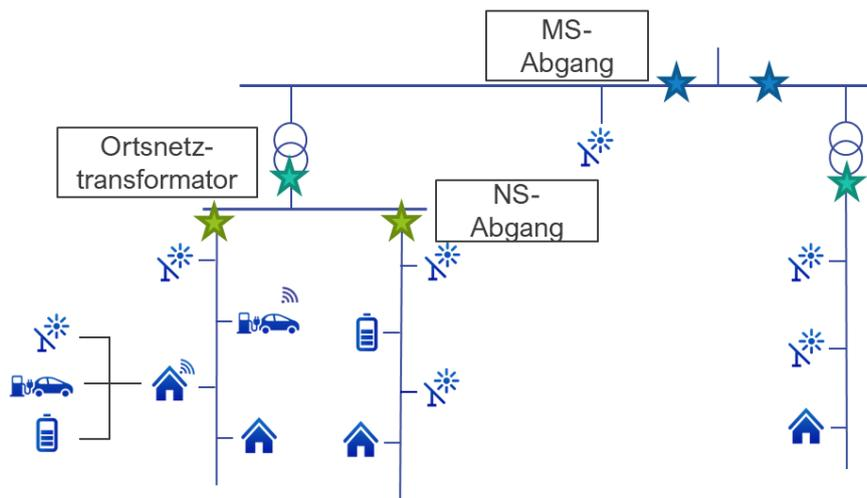 MS-
Abgang
Ortsnetz-
transformator
NS-
Abgang